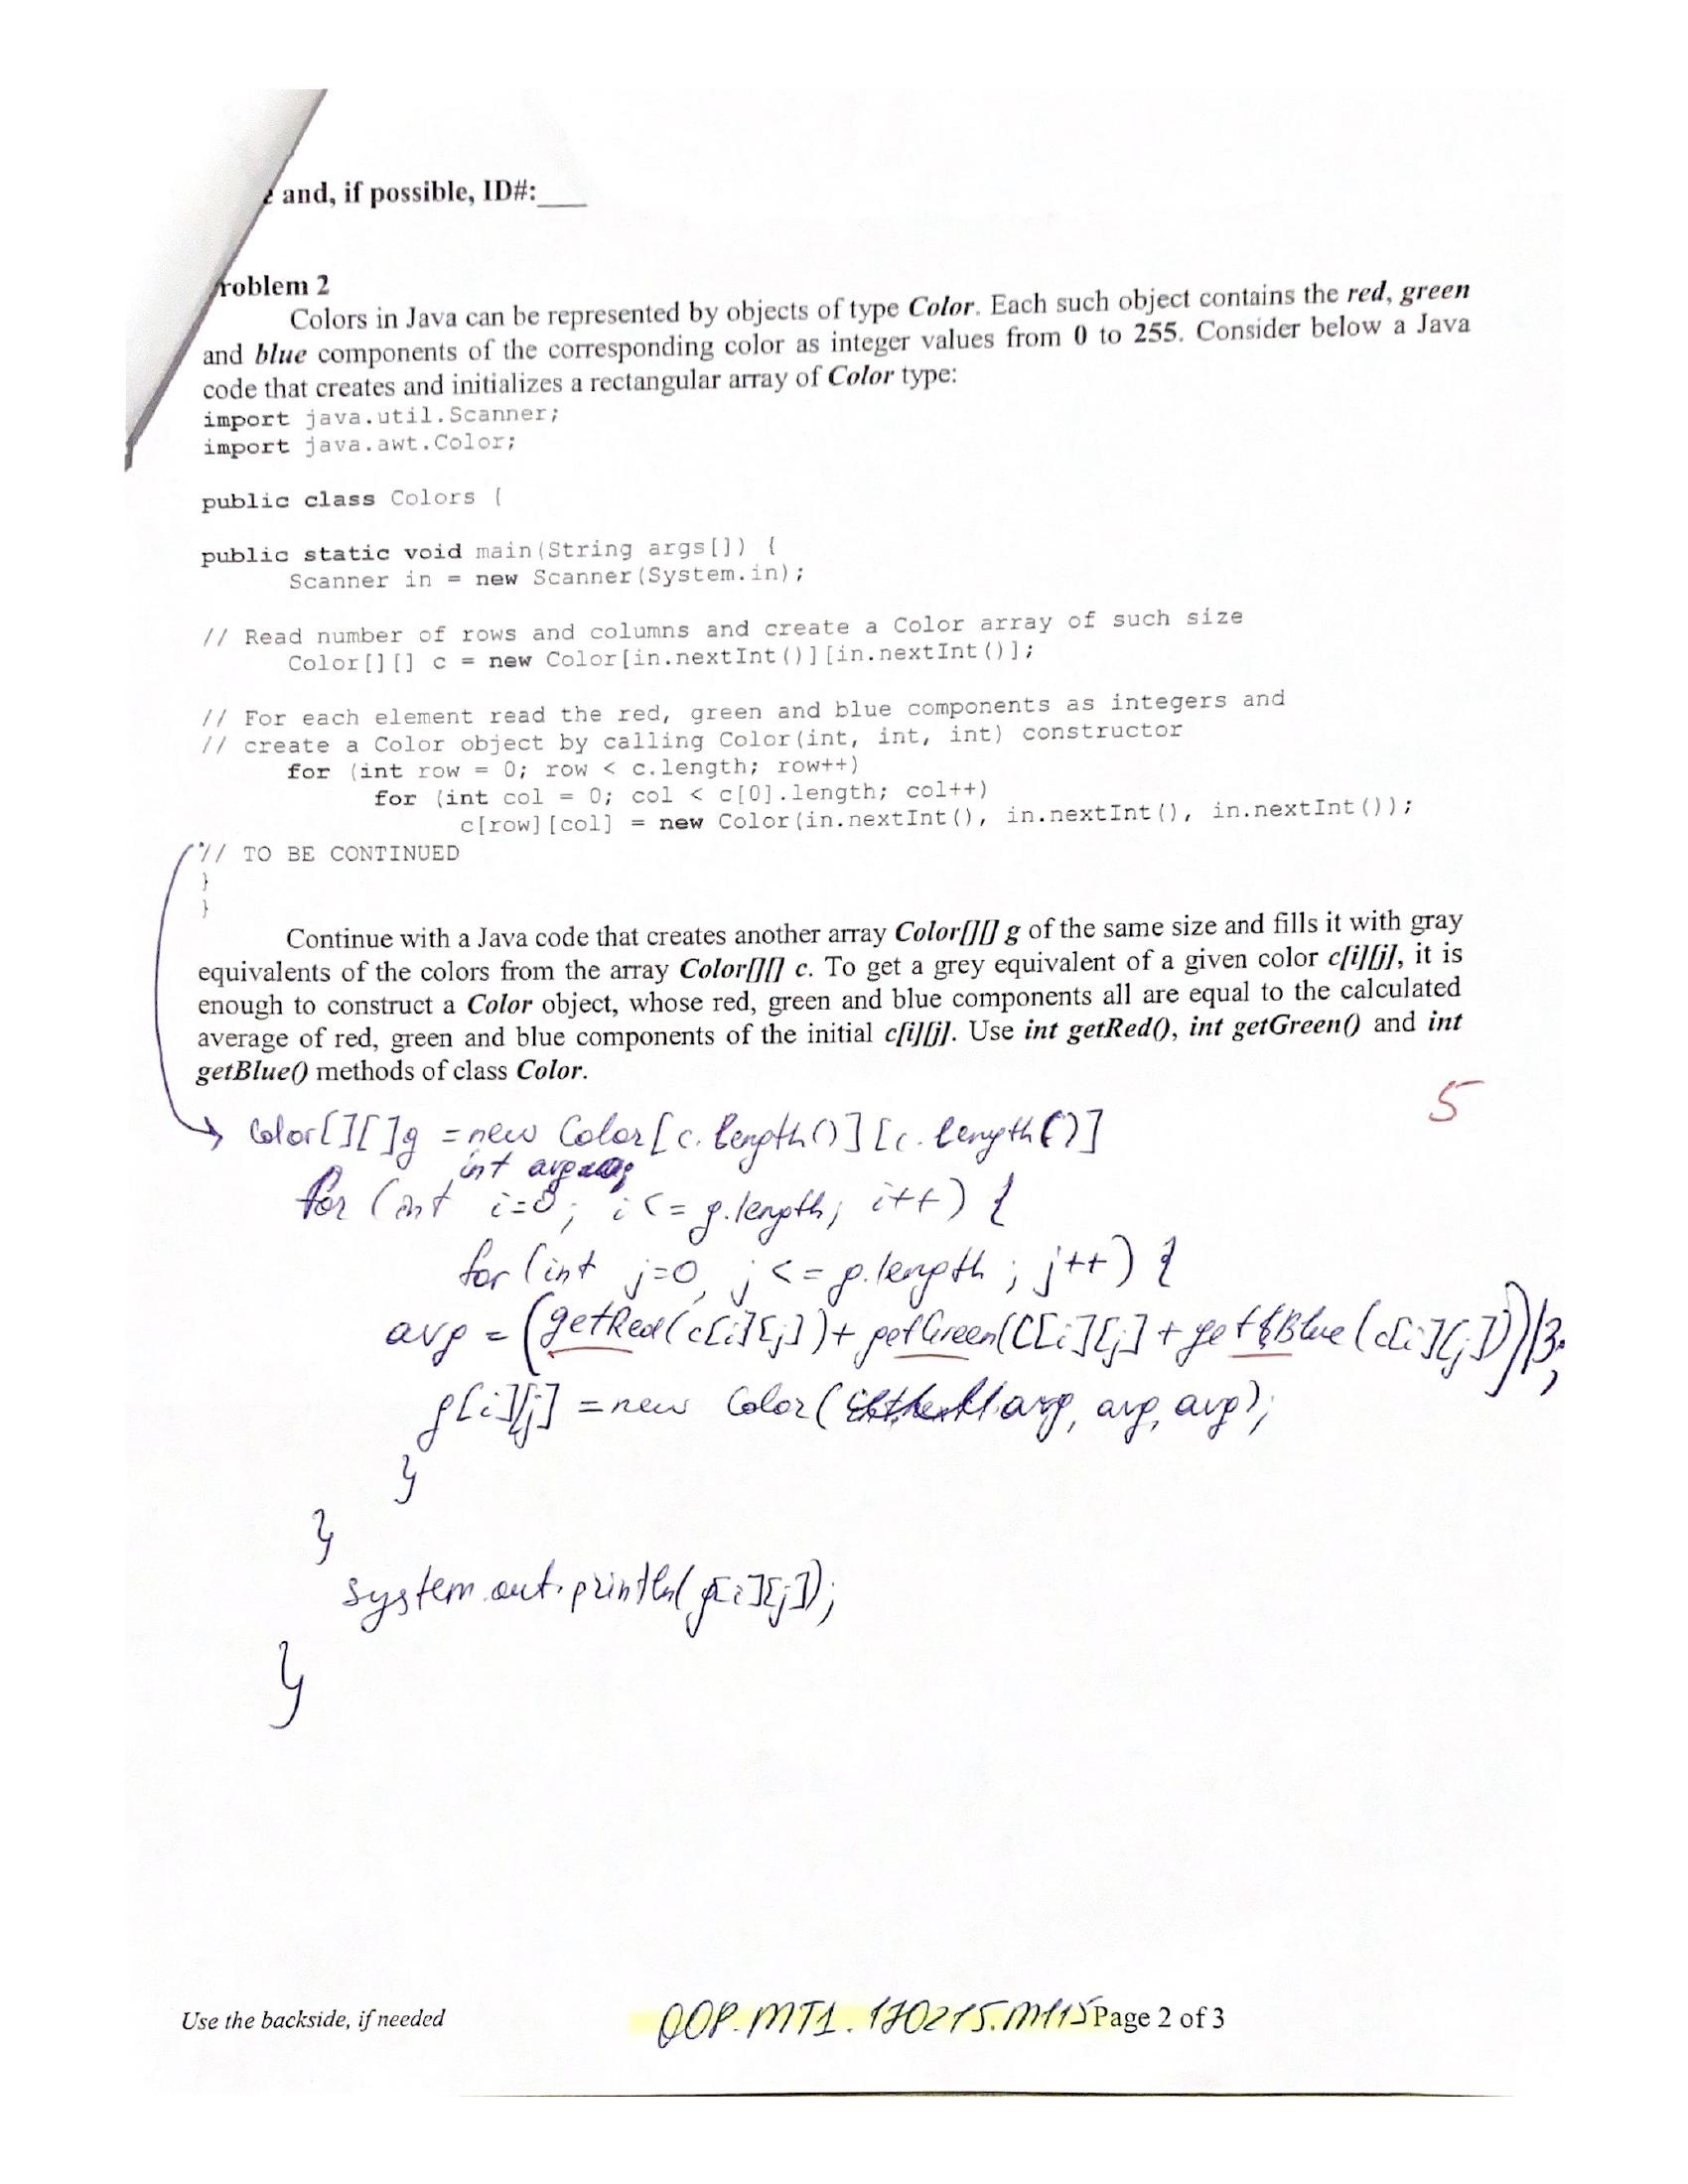 and, if possible, ID#:___
roblem 2
Colors in Java can be represented by objects of type Color. Each such object contains the red, green
and blue components of the corresponding color as integer values from 0 to 255. Consider below a Java
code that creates and initializes a rectangular array of Color type:
import java.util.Scanner;
import java.awt.Color;
public class Colors {
public static void main(String args[]) {
Scanner in = new Scanner(System.in);
// Read number of rows and columns and create a Color array of such size
Color[][] c = new Color[in.nextInt()][in.nextInt()];
// For each element read the red, green and blue components as integers and
// create a Color object by calling Color(int, int, int) constructor
for (int row = 0; row < c.length; row++)
for (int col = 0; col < c[0].length; col++)
c[row][col] = new Color(in.nextInt(), in.nextInt(), in.nextInt());
// TO BE CONTINUED
}
}
Continue with a Java code that creates another array Color[][] g of the same size and fills it with gray
equivalents of the colors from the array Color[][] c. To get a grey equivalent of a given color c[i][j], it is
enough to construct a Color object, whose red, green and blue components all are equal to the calculated
average of red, green and blue components of the initial c[i][j]. Use int getRed(), int getGreen() and int
getBlue() methods of class Color.
5
Color[][]g = new Color[c.length()][c.length()]
int avg;
for (int i=0; i<=g.length; i++) {
for (int j=0, j<=g.length; j++) {
avg = (getRed(c[i][j])+getGreen(C[i][j]+getBlue(c[i][j]))/3;
g[i][j] = new Color(avg, avg, avg);
}
}
system.out.println(g[i][j]);
}
Use the backside, if needed
OOP.MT1.170215.M115 Page 2 of 3